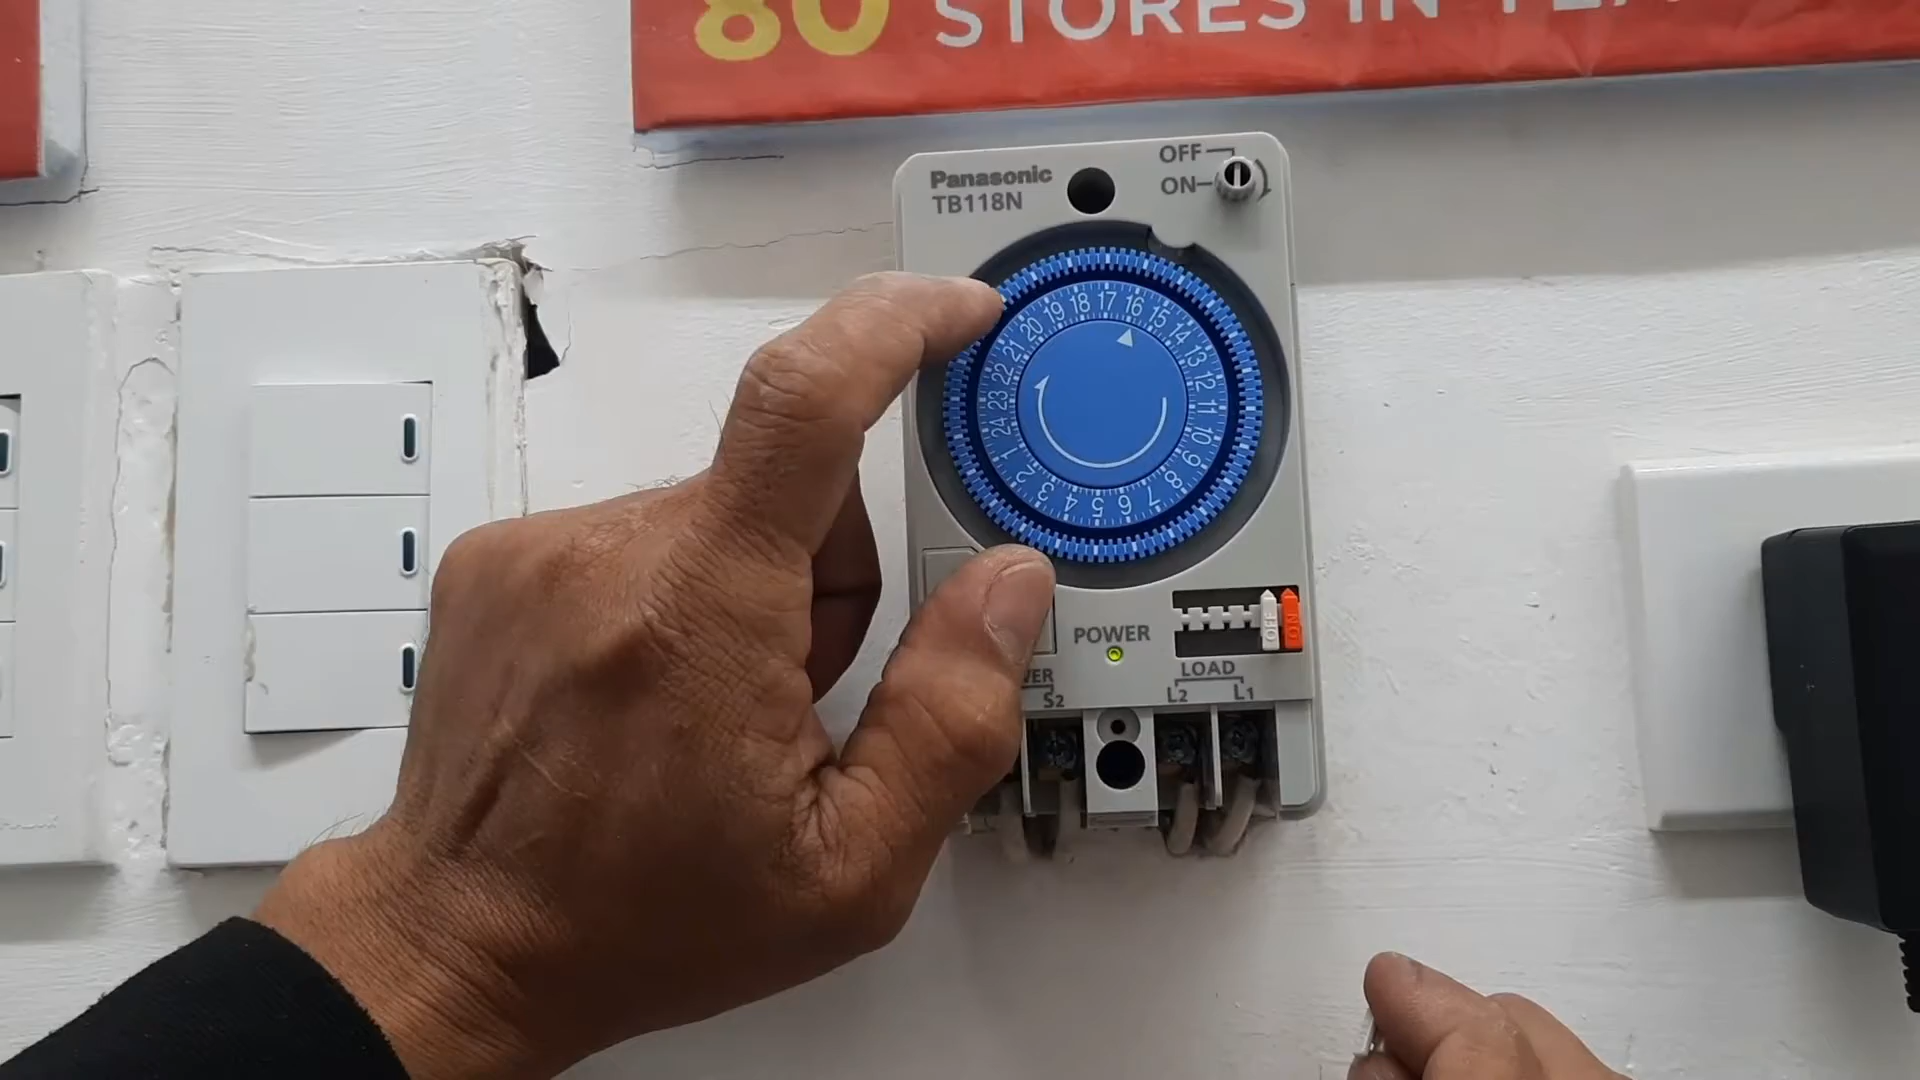 80 STORES IN
Panasonic
TB118N
OFF
ON
16 15 14 13 12 11 10 9 8 7 6 5 4 3 2 1 24 23 22 21 20 19 18 17
POWER
OFF
ON
LOAD
S2
L2
L1